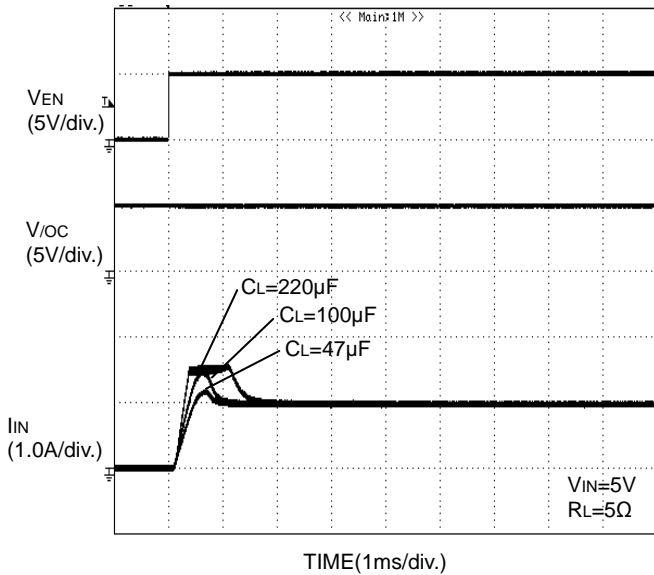 << Main:1M >>
VEN
(5V/div.)
V/OC
(5V/div.)
CL=220µF
CL=100µF
CL=47µF
IIN
(1.0A/div.)
VIN=5V
RL=5Ω
TIME(1ms/div.)